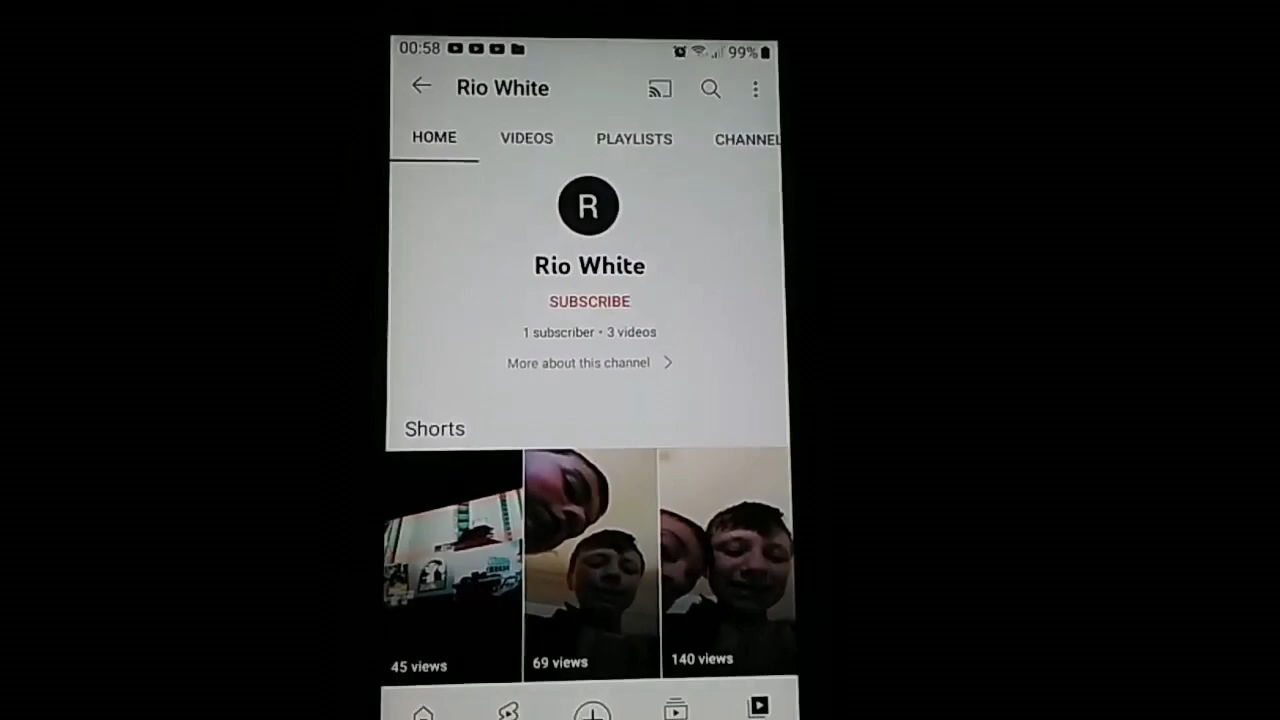 00:58 99%
Rio White
HOME VIDEOS PLAYLISTS CHANNEL
R
Rio White
SUBSCRIBE
1 subscriber • 3 videos
More about this channel
Shorts
45 views 69 views 140 views